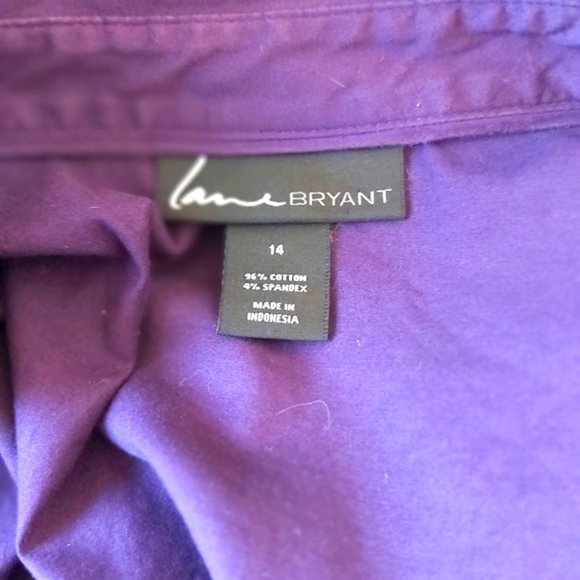 lane BRYANT
14
96% COTTON
4% SPANDEX
MADE IN
INDONESIA